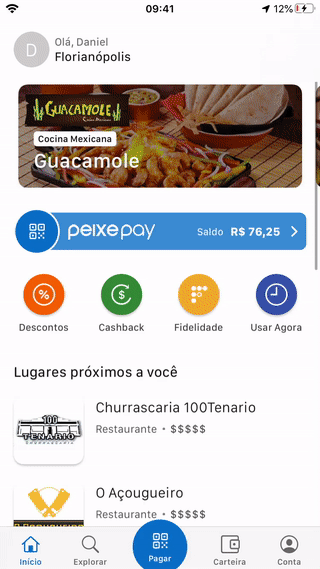 09:41
12%
D
Olá, Daniel
Florianópolis
GUACAMOLE
Cocina Mexicana
Cocina Mexicana
Guacamole
peixe pay
Saldo R$ 76,25
%
$
Descontos Cashback Fidelidade Usar Agora
Lugares próximos a você
100
TENARIO
CHURRASCARIA
Churrascaria 100Tenario
Restaurante • $$$$$
O Açougueiro
Restaurante • $$$$$
Início Explorar Pagar Carteira Conta